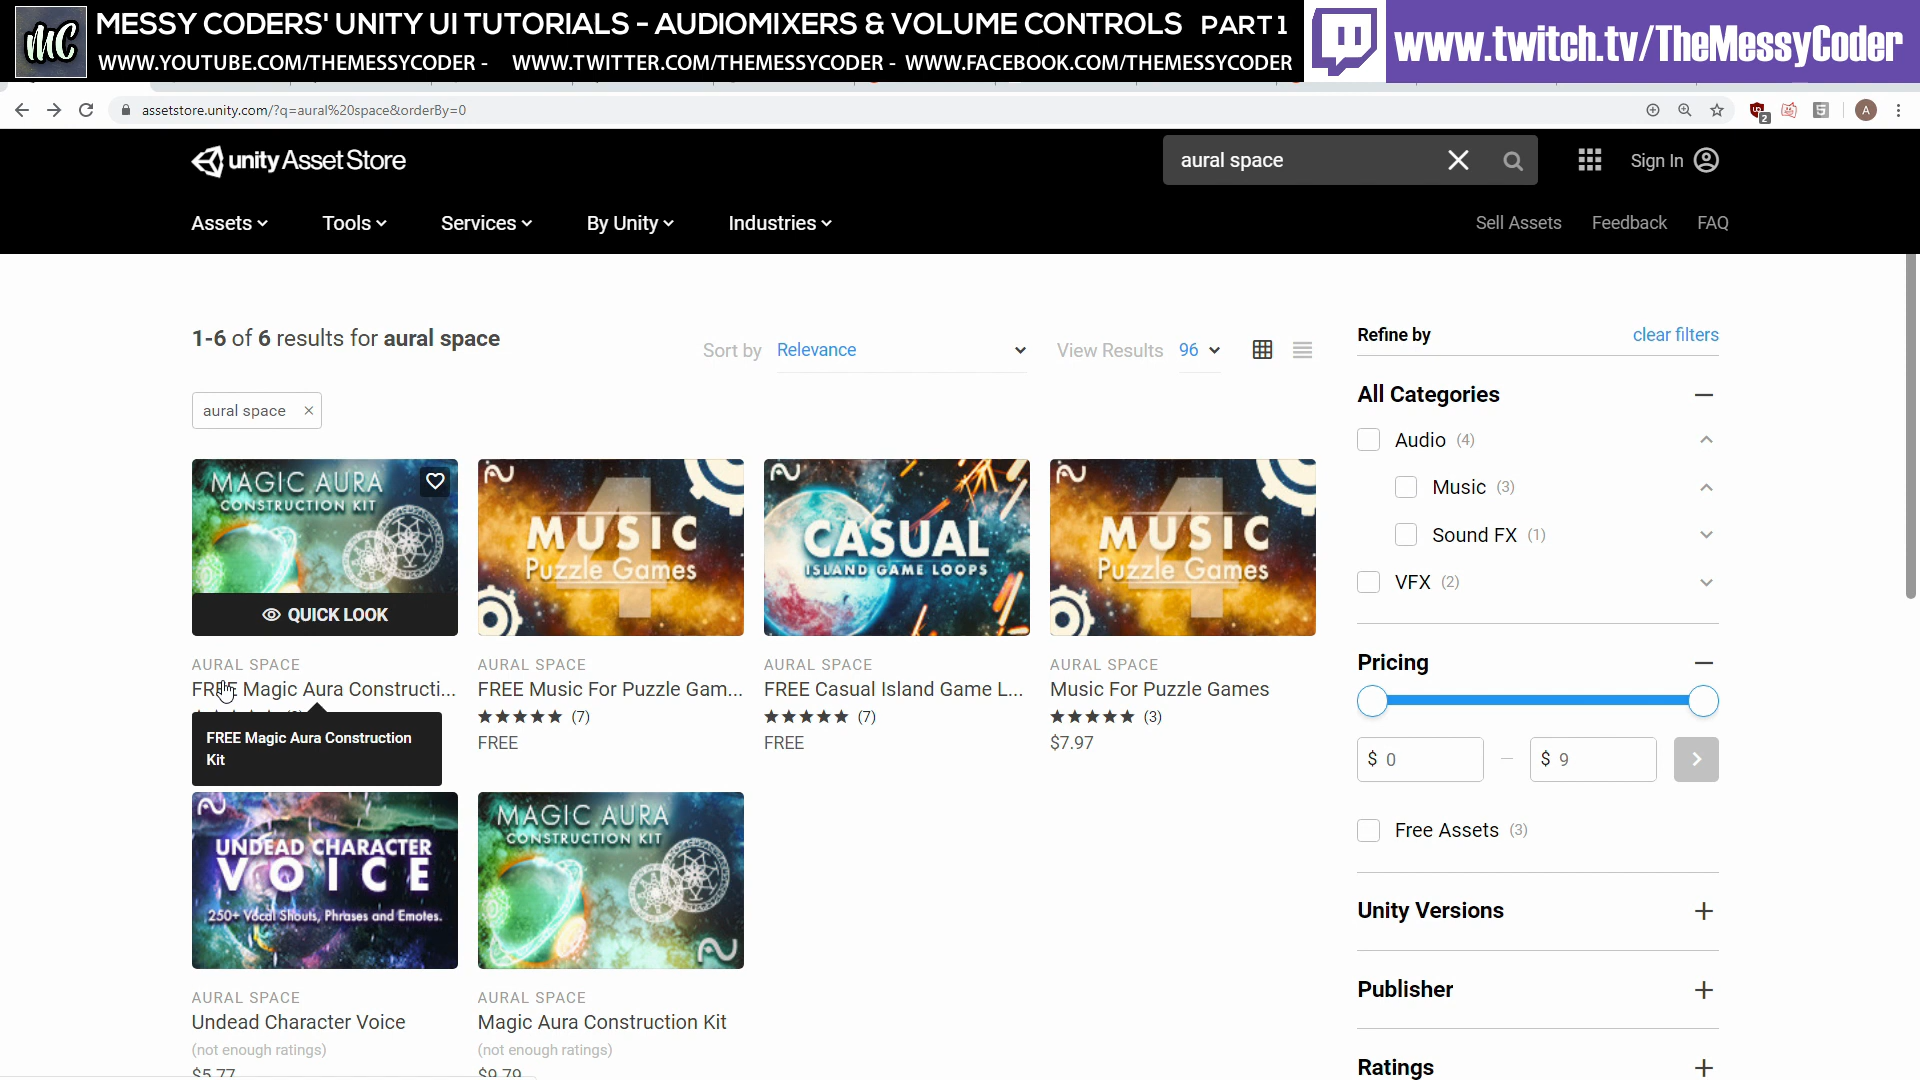 MC MESSY CODERS' UNITY UI TUTORIALS - AUDIOMIXERS & VOLUME CONTROLS PART 1
WWW.YOUTUBE.COM/THEMESSYCODER - WWW.TWITTER.COM/THEMESSYCODER - WWW.FACEBOOK.COM/THEMESSYCODER
www.twitch.tv/TheMessyCoder
assetstore.unity.com/?q=aural%20space&orderBy=0
2
A
unity Asset Store
aural space
Sign In
Assets
Tools
Services
By Unity
Industries
Sell Assets
Feedback
FAQ
1-6 of 6 results for aural space
Sort by Relevance
View Results 96
aural space ×
MAGIC AURA
CONSTRUCTION KIT
QUICK LOOK
AURAL SPACE
FREE Magic Aura Constructi...
FREE Magic Aura Construction
Kit
4
MUSIC
Puzzle Games
AURAL SPACE
FREE Music For Puzzle Gam...
(7)
FREE
CASUAL
ISLAND GAME LOOPS
AURAL SPACE
FREE Casual Island Game L...
(7)
FREE
4
MUSIC
Puzzle Games
AURAL SPACE
Music For Puzzle Games
(3)
$7.97
UNDEAD CHARACTER
VOICE
250+ Vocal Shouts, Phrases and Emotes.
AURAL SPACE
Undead Character Voice
(not enough ratings)
$5.77
MAGIC AURA
CONSTRUCTION KIT
AURAL SPACE
Magic Aura Construction Kit
(not enough ratings)
$9.79
Refine by
clear filters
All Categories
Audio (4)
Music (3)
Sound FX (1)
VFX (2)
Pricing
$ 0 – $ 9
Free Assets (3)
Unity Versions
Publisher
Ratings